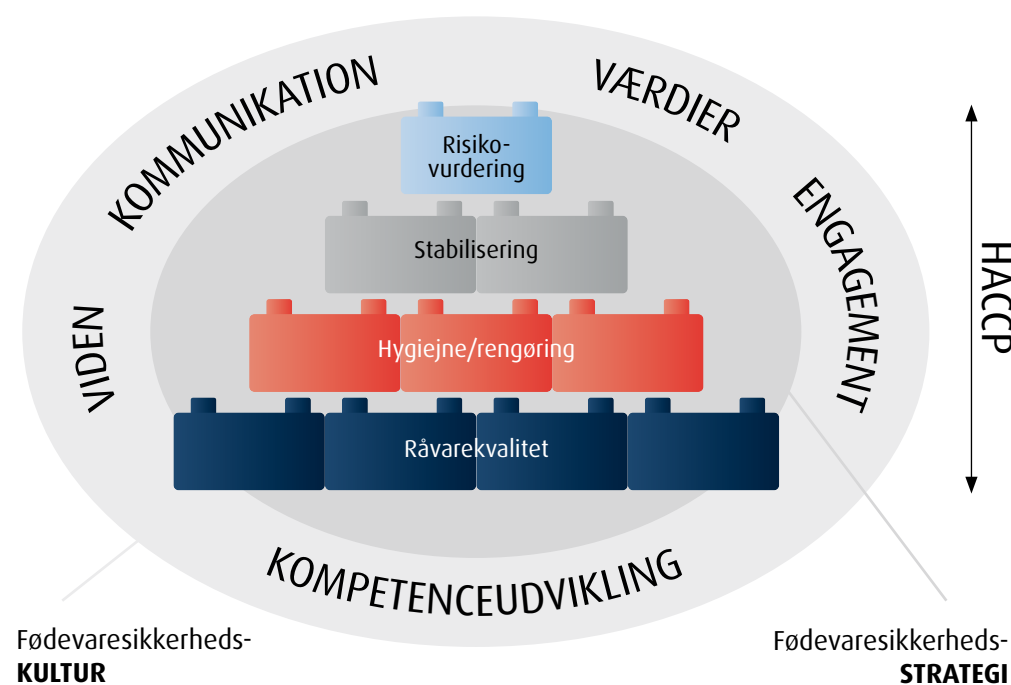 KOMMUNIKATION
VÆRDIER
ENGAGEMENT
VIDEN
KOMPETENCEUDVIKLING
Risiko-
vurdering
Stabilisering
Hygiejne/rengøring
Råvarekvalitet
HACCP
Fødevaresikkerheds-
KULTUR
Fødevaresikkerheds-
STRATEGI